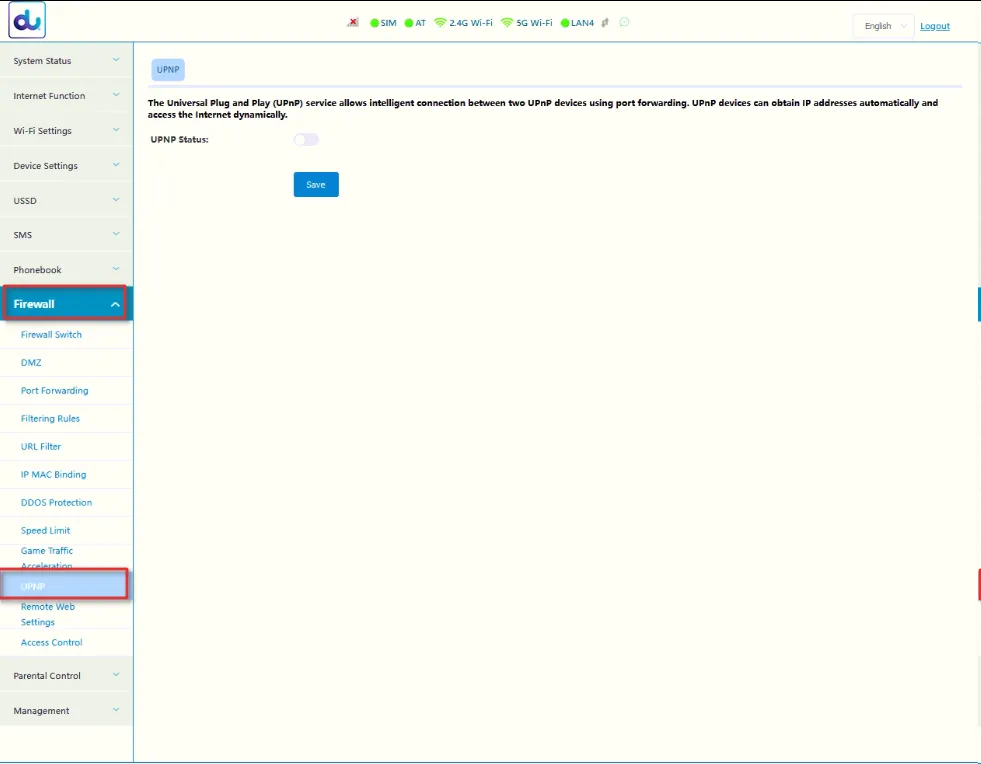 du
SIM AT 2.4G Wi-Fi 5G Wi-Fi LAN4
English
Logout
System Status
Internet Function
Wi-Fi Settings
Device Settings
USSD
SMS
Phonebook
Firewall
Firewall Switch
DMZ
Port Forwarding
Filtering Rules
URL Filter
IP MAC Binding
DDOS Protection
Speed Limit
Game Traffic
Acceleration
UPNP
Remote Web
Settings
Access Control
Parental Control
Management
UPNP
The Universal Plug and Play (UPnP) service allows intelligent connection between two UPnP devices using port forwarding. UPnP devices can obtain IP addresses automatically and
access the Internet dynamically.
UPNP Status:
Save